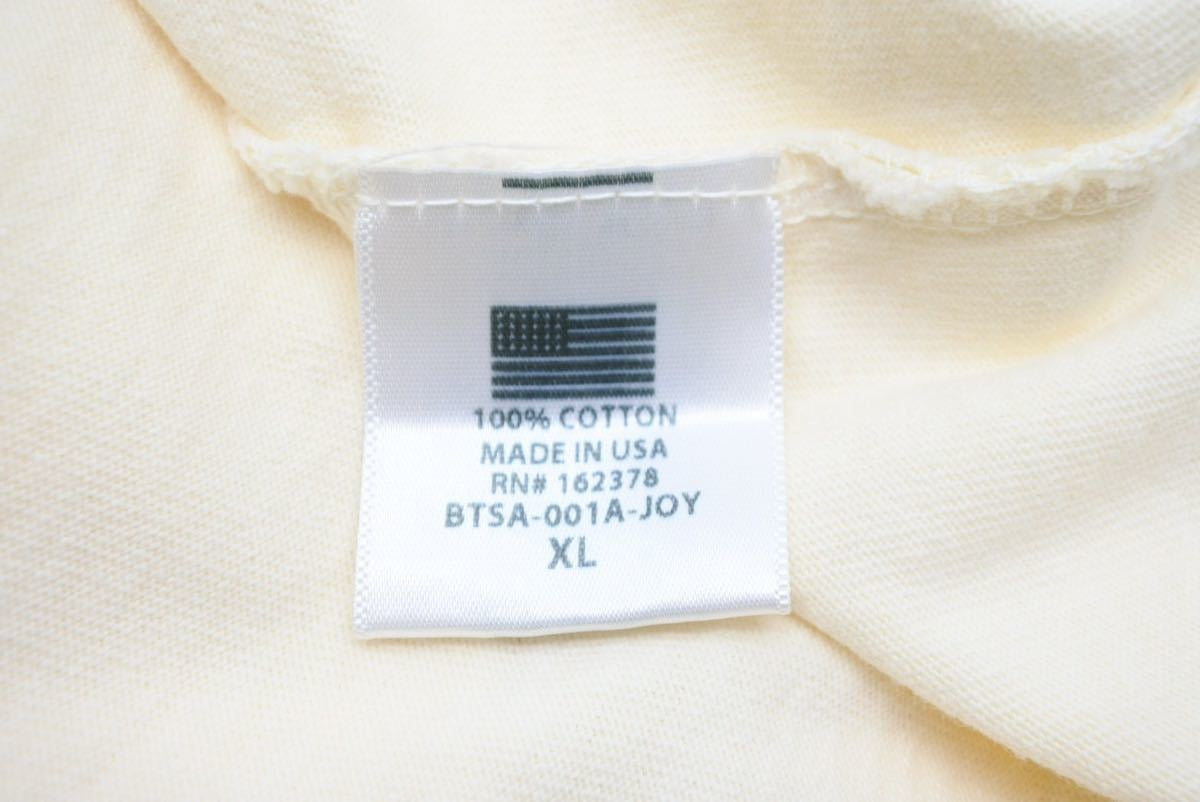 100% COTTON
MADE IN USA
RN# 162378
BTSA-001A-JOY
XL